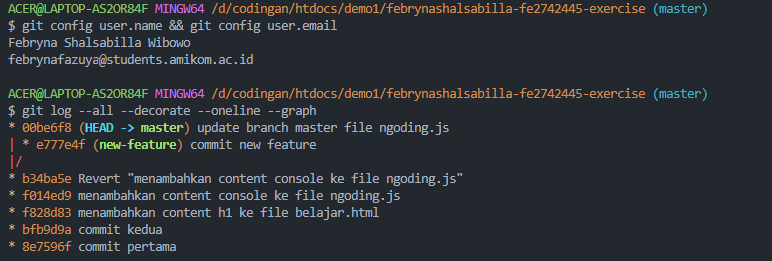 ACER@LAPTOP-AS2OR84F MINGW64 /d/codingan/htdocs/demo1/febrynashalsabilla-fe2742445-exercise (master)
$ git config user.name && git config user.email
Febryna Shalsabilla Wibowo
febrynafazuya@students.amikom.ac.id
ACER@LAPTOP-AS2OR84F MINGW64 /d/codingan/htdocs/demo1/febrynashalsabilla-fe2742445-exercise (master)
$ git log --all --decorate --oneline --graph
* 00be6f8 (HEAD -> master) update branch master file ngoding.js
| * e777e4f (new-feature) commit new feature
|/
* b34ba5e Revert "menambahkan content console ke file ngoding.js"
* f014ed9 menambahkan content console ke file ngoding.js
* f828d83 menambahkan content h1 ke file belajar.html
* bfb9d9a commit kedua
* 8e7596f commit pertama